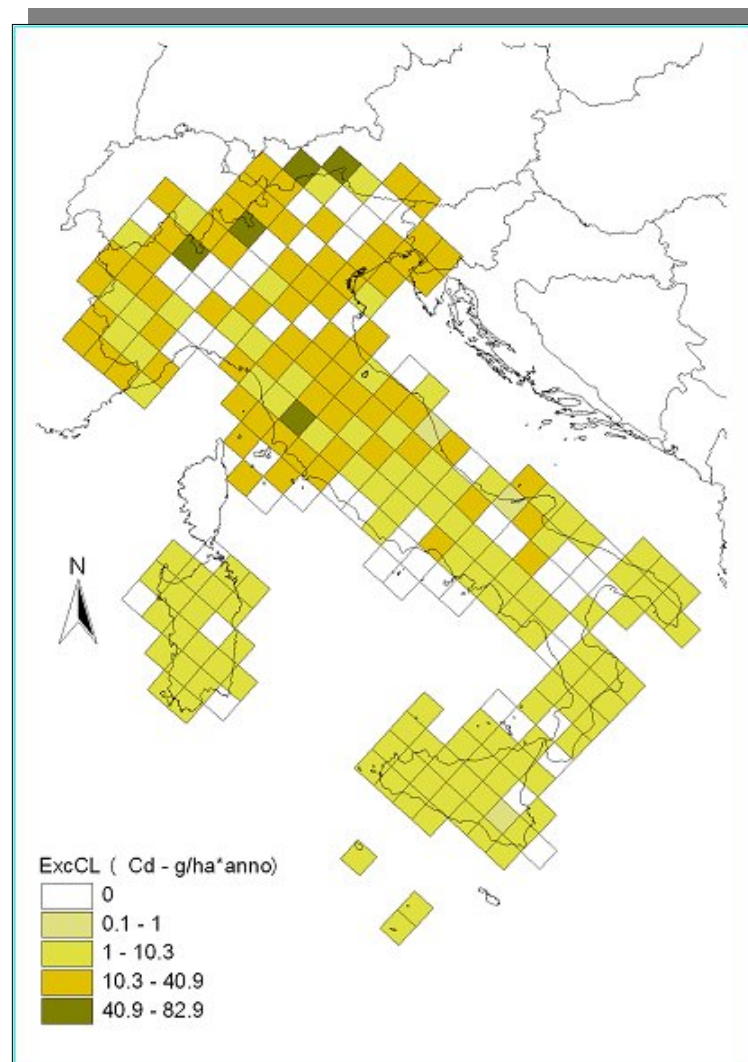 N
ExcCL ( Cd - g/ha*anno)
0
0.1 - 1
1 - 10.3
10.3 - 40.9
40.9 - 82.9